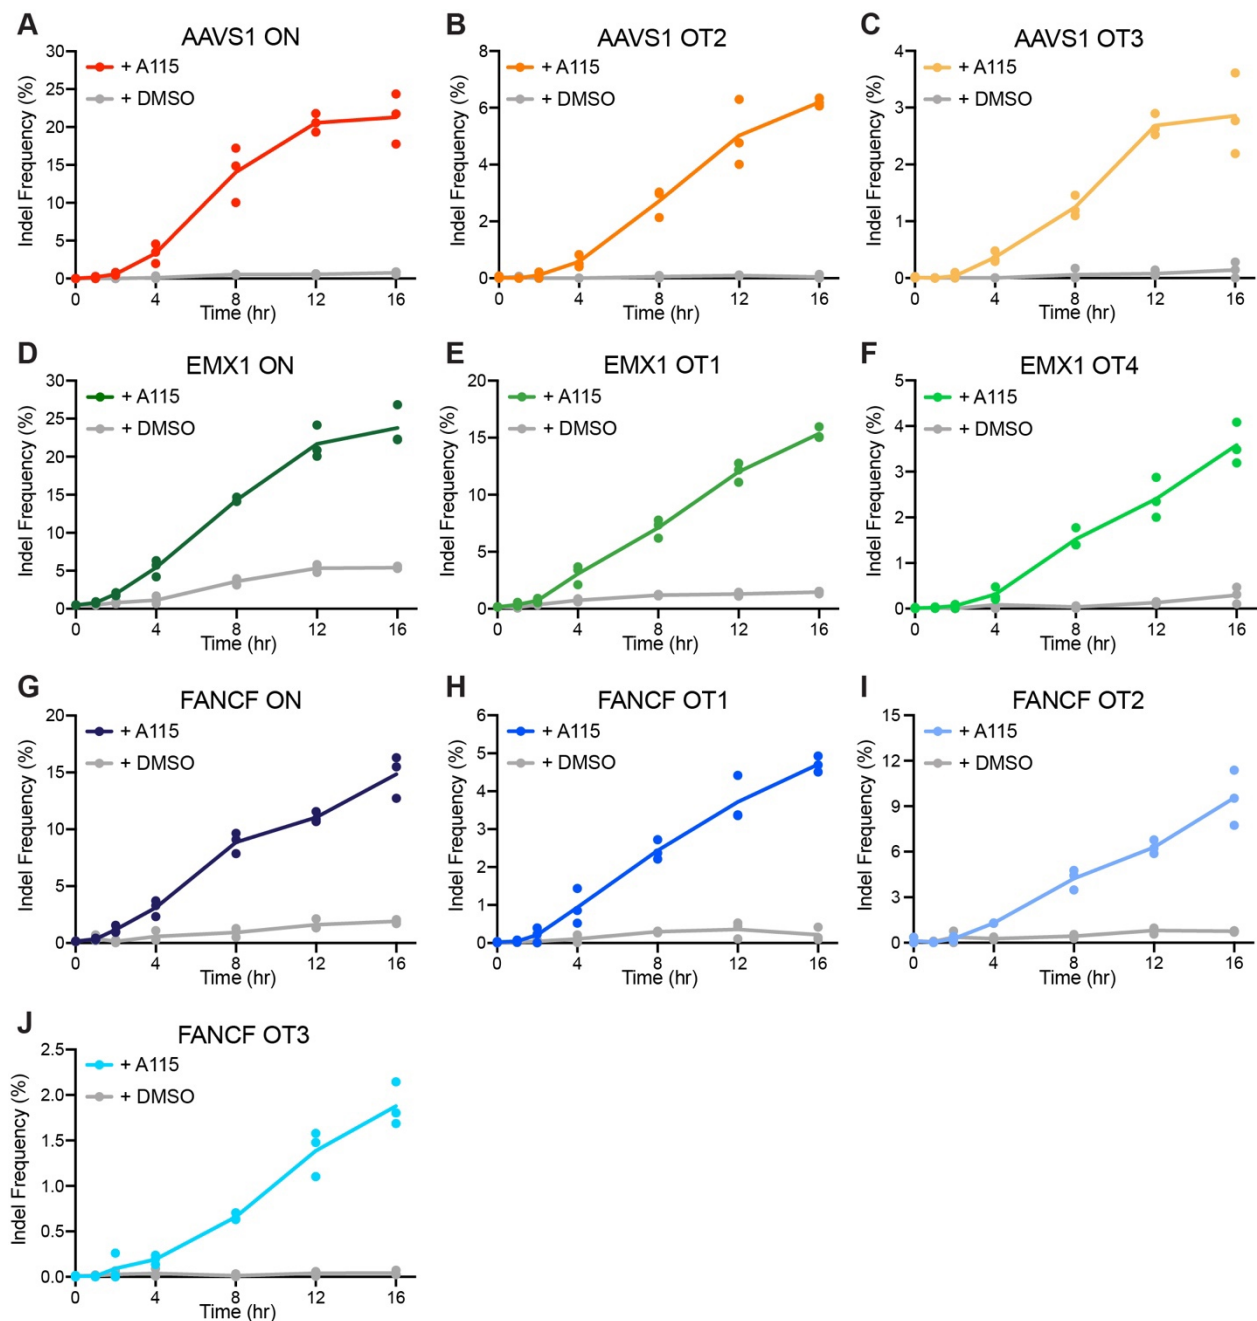 A
AAVS1 ON
+ A115
+ DMSO
Indel Frequency (%)
30
25
20
15
10
5
0
0 4 8 12 16
Time (hr)
B
AAVS1 OT2
+ A115
+ DMSO
Indel Frequency (%)
8
6
4
2
0
0 4 8 12 16
Time (hr)
C
AAVS1 OT3
+ A115
+ DMSO
Indel Frequency (%)
4
3
2
1
0
0 4 8 12 16
Time (hr)
D
EMX1 ON
+ A115
+ DMSO
Indel Frequency (%)
30
25
20
15
10
5
0
0 4 8 12 16
Time (hr)
E
EMX1 OT1
+ A115
+ DMSO
Indel Frequency (%)
20
15
10
5
0
0 4 8 12 16
Time (hr)
F
EMX1 OT4
+ A115
+ DMSO
Indel Frequency (%)
5
4
3
2
1
0
0 4 8 12 16
Time (hr)
G
FANCF ON
+ A115
+ DMSO
Indel Frequency (%)
20
15
10
5
0
0 4 8 12 16
Time (hr)
H
FANCF OT1
+ A115
+ DMSO
Indel Frequency (%)
6
5
4
3
2
1
0
0 4 8 12 16
Time (hr)
I
FANCF OT2
+ A115
+ DMSO
Indel Frequency (%)
15
12
9
6
3
0
0 4 8 12 16
Time (hr)
J
FANCF OT3
+ A115
+ DMSO
Indel Frequency (%)
2.5
2.0
1.5
1.0
0.5
0.0
0 4 8 12 16
Time (hr)